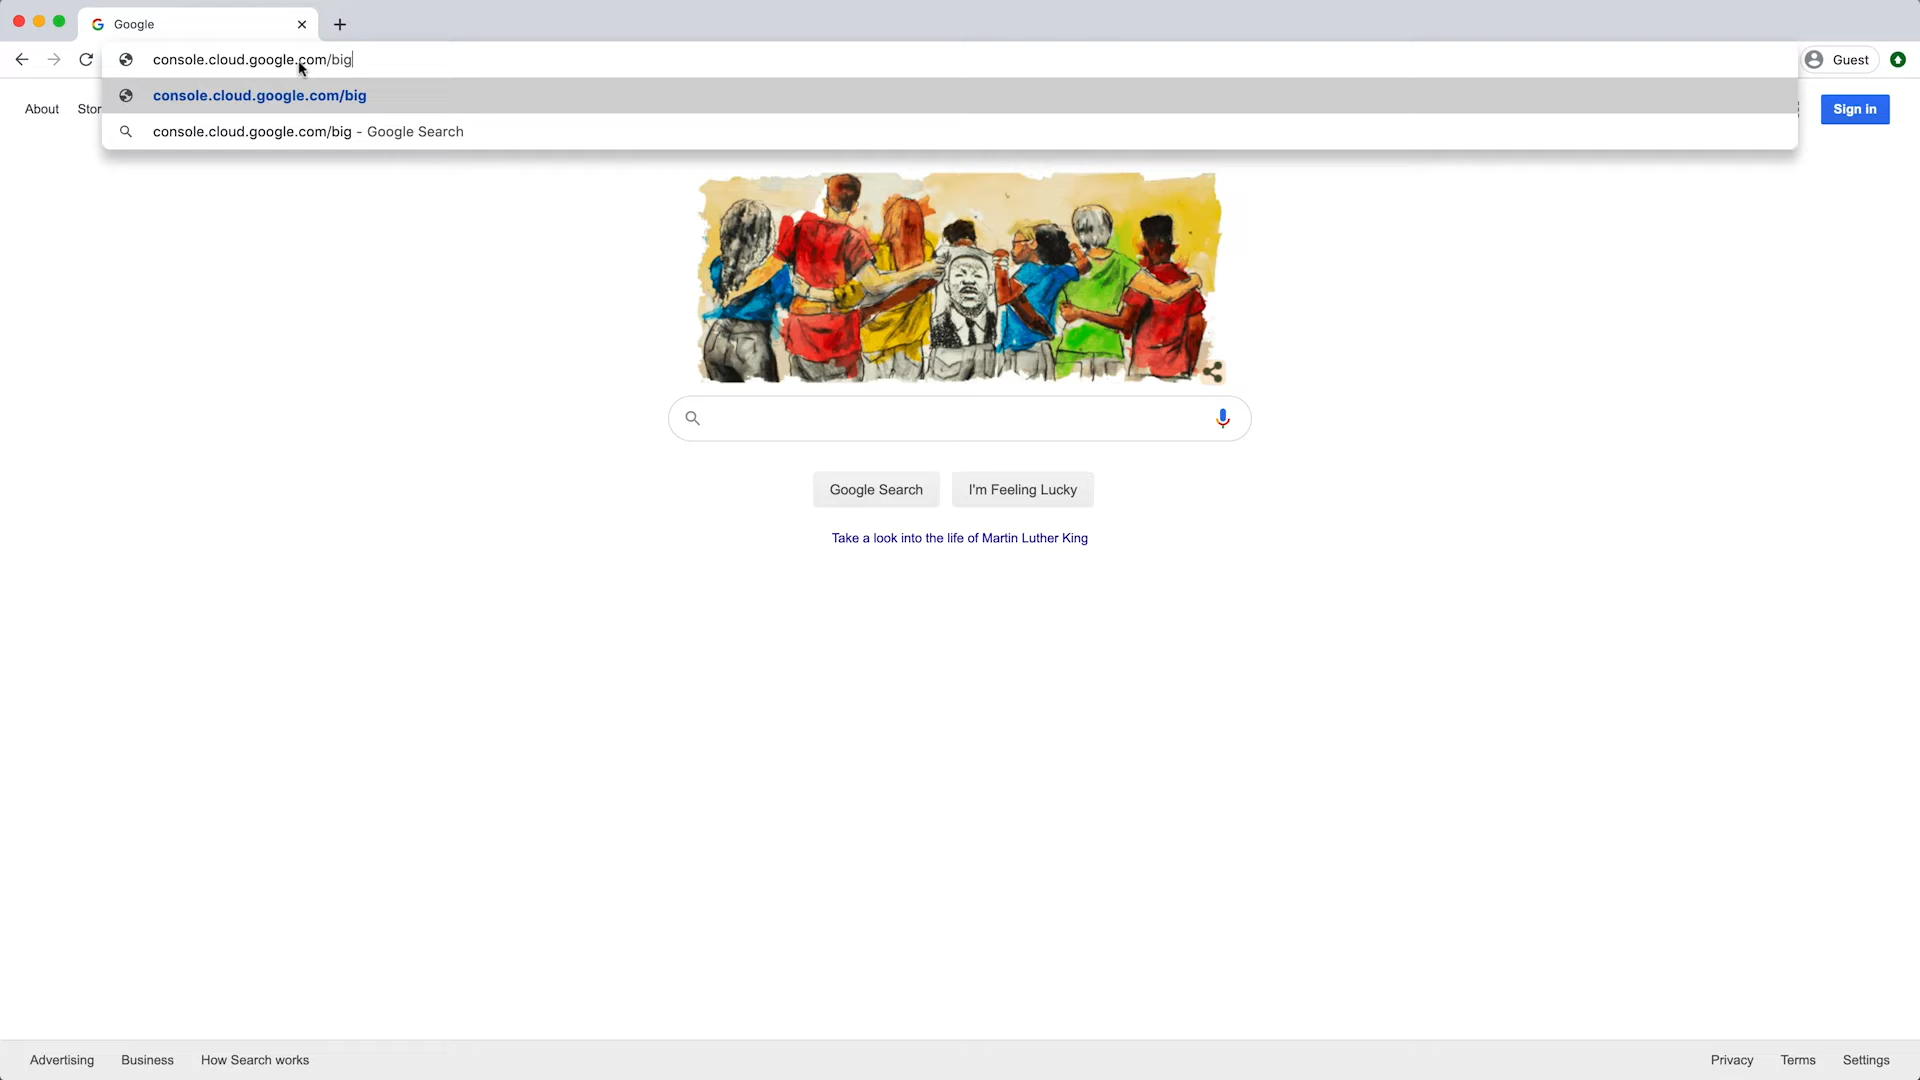 Google
console.cloud.google.com/big
Guest
console.cloud.google.com/big
console.cloud.google.com/big - Google Search
About Stor
Sign in
Google Search I'm Feeling Lucky
Take a look into the life of Martin Luther King
Advertising Business How Search works Privacy Terms Settings